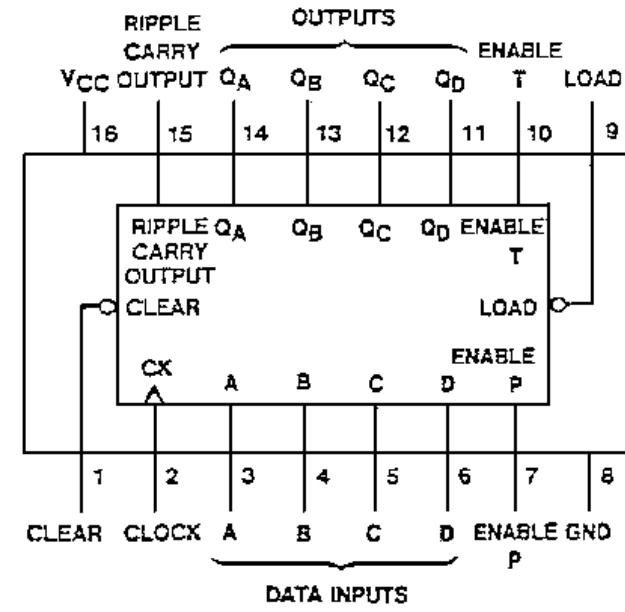 OUTPUTS
RIPPLE
CARRY
OUTPUT
VCC
QA
QB
QC
QD
ENABLE
T
LOAD
16 15 14 13 12 11 10 9
RIPPLE
CARRY
OUTPUT
QA
QB
QC
QD
ENABLE
T
CLEAR
LOAD
CX
A
B
C
D
ENABLE
P
1 2 3 4 5 6 7 8
CLEAR
CLOCX
A
B
C
D
ENABLE
P
GND
DATA INPUTS